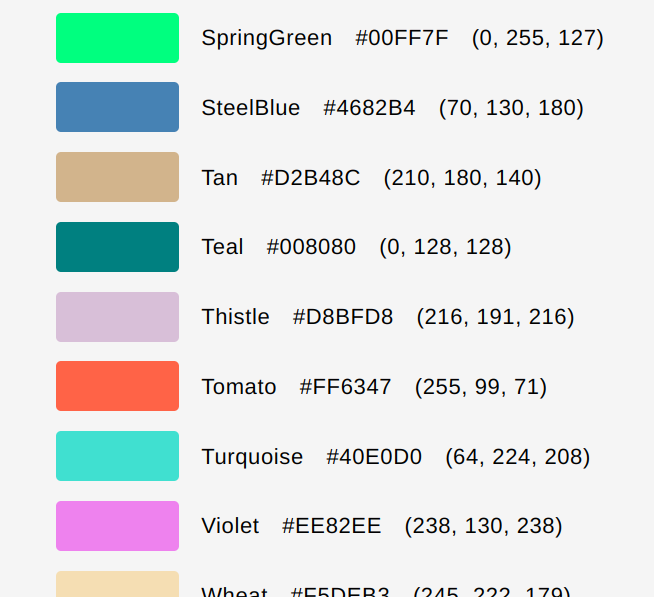 SpringGreen #00FF7F (0, 255, 127)
SteelBlue #4682B4 (70, 130, 180)
Tan #D2B48C (210, 180, 140)
Teal #008080 (0, 128, 128)
Thistle #D8BFD8 (216, 191, 216)
Tomato #FF6347 (255, 99, 71)
Turquoise #40E0D0 (64, 224, 208)
Violet #EE82EE (238, 130, 238)
Wheat #F5DEB3 (245, 222, 179)